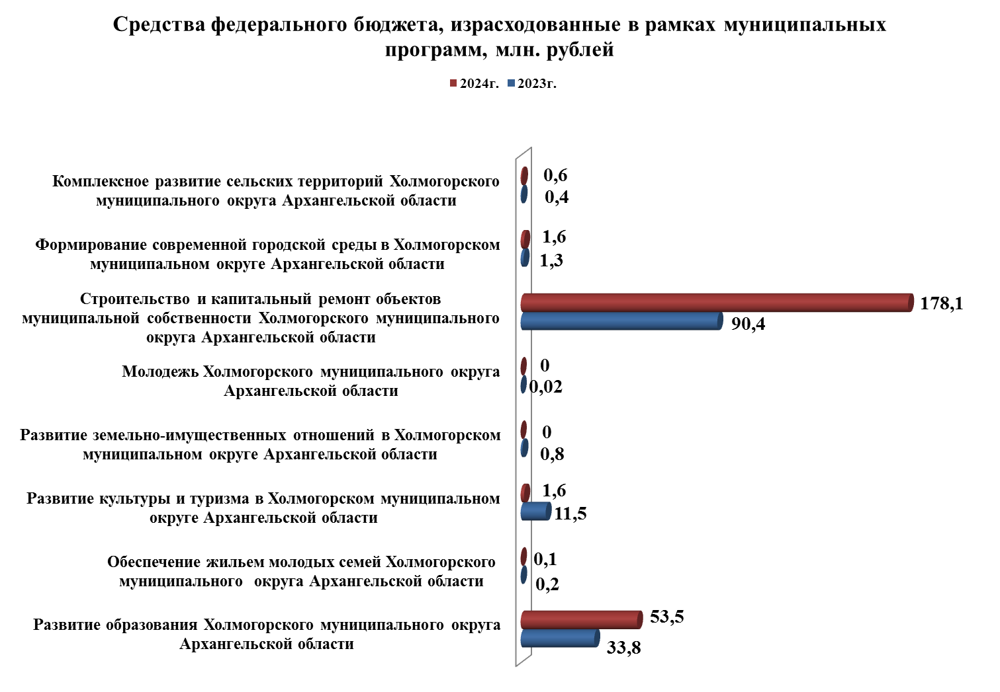 Средства федерального бюджета, израсходованные в рамках муниципальных
программ, млн. рублей
2024г. 2023г.
Комплексное развитие сельских территорий Холмогорского
муниципального округа Архангельской области
0,6
0,4
Формирование современной городской среды в Холмогорском
муниципальном округе Архангельской области
1,6
1,3
Строительство и капитальный ремонт объектов
муниципальной собственности Холмогорского муниципального
округа Архангельской области
178,1
90,4
Молодежь Холмогорского муниципального округа
Архангельской области
0
0,02
Развитие земельно-имущественных отношений в Холмогорском
муниципальном округе Архангельской области
0
0,8
Развитие культуры и туризма в Холмогорском муниципальном
округе Архангельской области
1,6
11,5
Обеспечение жильем молодых семей Холмогорского
муниципального округа Архангельской области
0,1
0,2
Развитие образования Холмогорского муниципального округа
Архангельской области
53,5
33,8